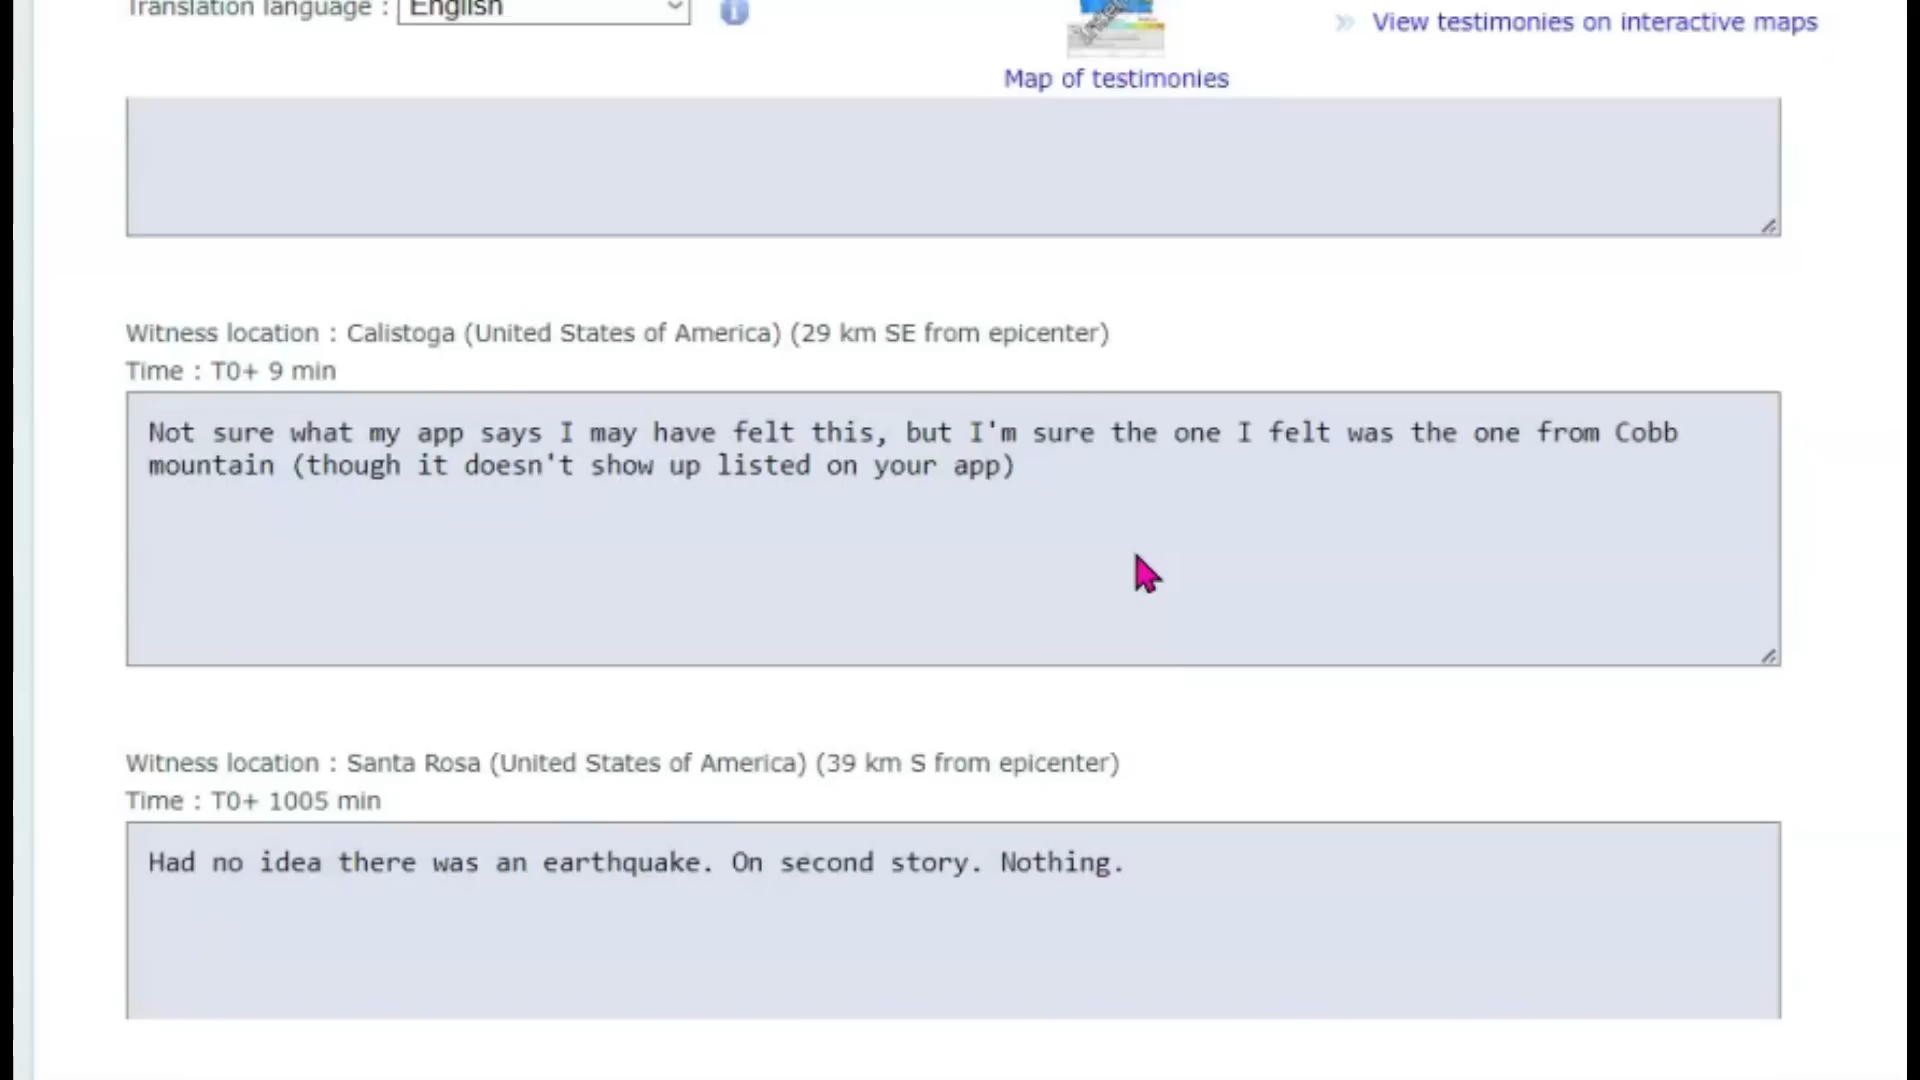 Translation language :
English
View testimonies on interactive maps
Map of testimonies
Witness location : Calistoga (United States of America) (29 km SE from epicenter)
Time : T0+ 9 min
Not sure what my app says I may have felt this, but I'm sure the one I felt was the one from Cobb
mountain (though it doesn't show up listed on your app)
Witness location : Santa Rosa (United States of America) (39 km S from epicenter)
Time : T0+ 1005 min
Had no idea there was an earthquake. On second story. Nothing.